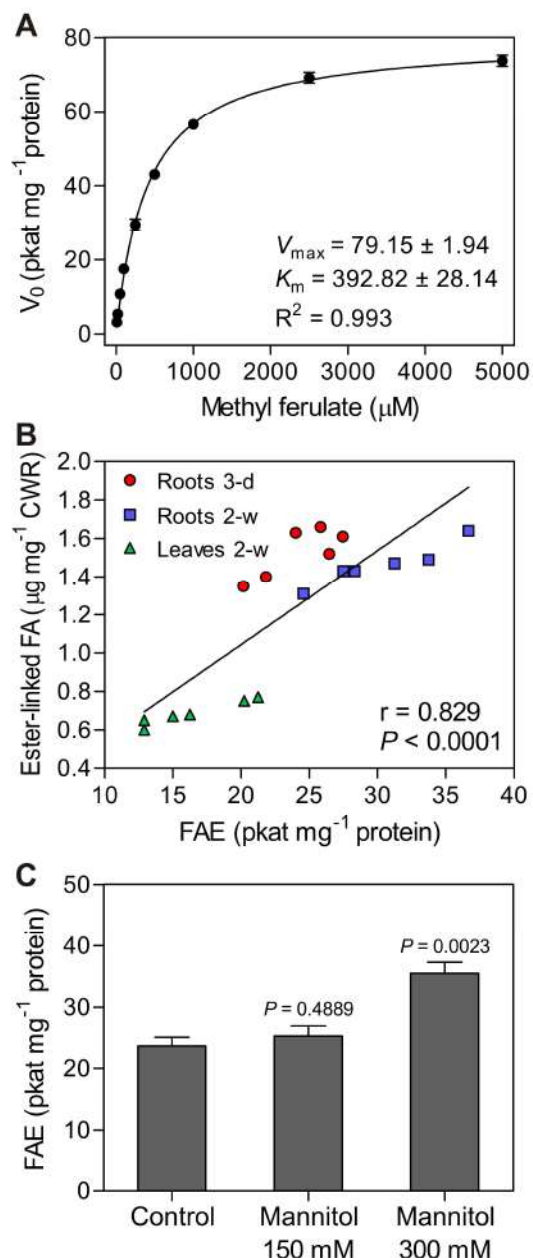 A
V₀ (pkat mg⁻¹protein)
80
60
40
20
0
Vmax = 79.15 ± 1.94
Km = 392.82 ± 28.14
R² = 0.993
0 1000 2000 3000 4000 5000
Methyl ferulate (μM)
B
Ester-linked FA (μg mg⁻¹ CWR)
2.0
1.8
1.6
1.4
1.2
1.0
0.8
0.6
0.4
Roots 3-d
Roots 2-w
Leaves 2-w
r = 0.829
P < 0.0001
10 15 20 25 30 35 40
FAE (pkat mg⁻¹ protein)
C
FAE (pkat mg⁻¹ protein)
50
40
30
20
10
0
P = 0.4889
P = 0.0023
Control Mannitol Mannitol
150 mM 300 mM